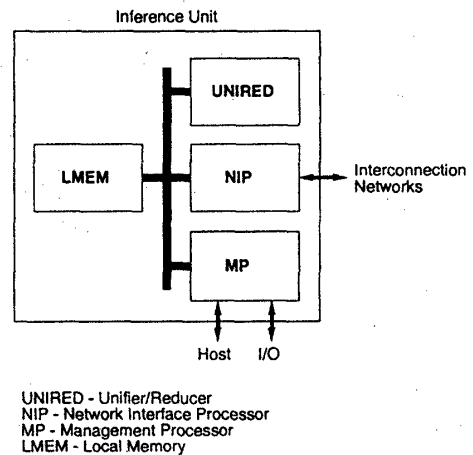 Inference Unit
UNIRED
LMEM
NIP
Interconnection
Networks
MP
Host I/O
UNIRED - Unifier/Reducer
NIP - Network Interface Processor
MP - Management Processor
LMEM - Local Memory